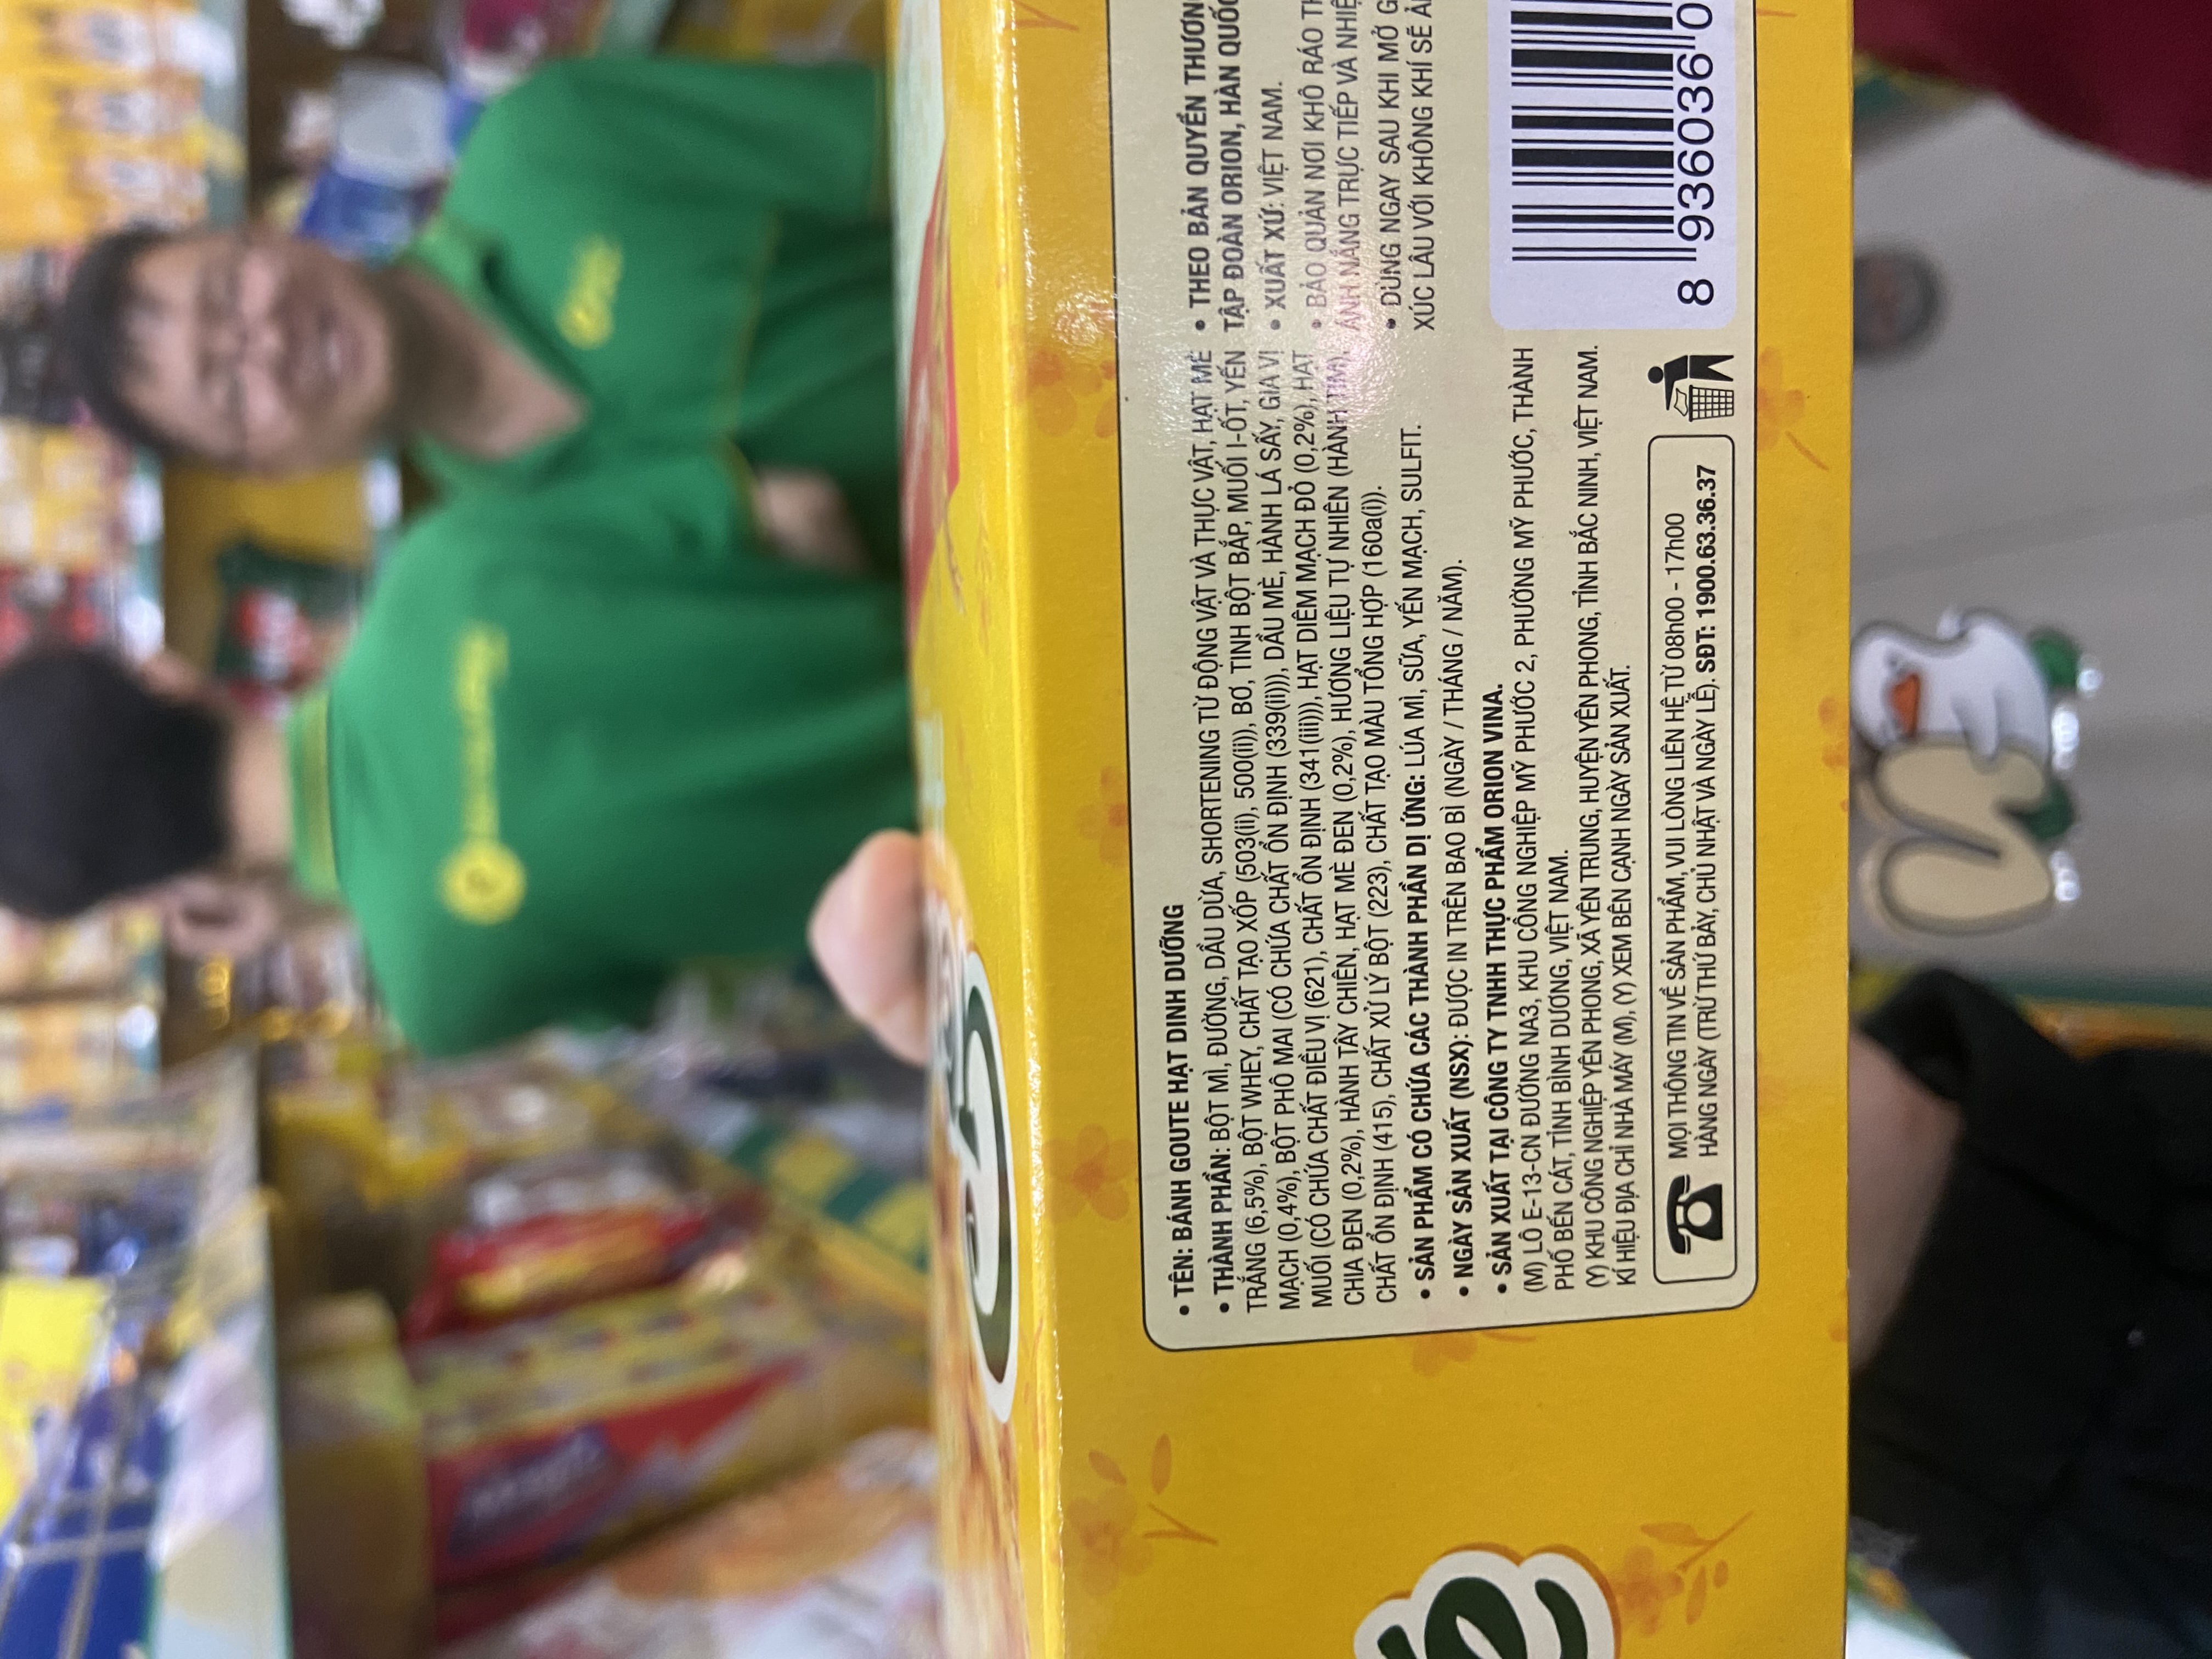 • TÊN: BÁNH GOUTE HẠT DINH DƯỠNG
• THÀNH PHẦN: BỘT MÌ, ĐƯỜNG, DẦU DỪA, SHORTENING TỪ ĐỘNG VẬT VÀ THỰC VẬT, HẠT MÈ
TRẮNG (6,5%), BỘT WHEY, CHẤT TẠO XỐP (503(ii), 500(ii)), BƠ, TINH BỘT BẮP, MUỐI I-ỐT, YẾN
MẠCH (0,4%), BỘT PHÔ MAI (CÓ CHỨA CHẤT ỔN ĐỊNH (339(ii))), DẦU MÈ, HÀNH LÁ SẤY, GIA VỊ
MUỐI (CÓ CHỨA CHẤT ĐIỀU VỊ (621), CHẤT ỔN ĐỊNH (341(iii))), HẠT DIÊM MẠCH ĐỎ (0,2%), HẠT
CHIA ĐEN (0,2%), HÀNH TÂY CHIÊN, HẠT MÈ ĐEN (0,2%), HƯƠNG LIỆU TỰ NHIÊN (HÀNH TÍM),
CHẤT ỔN ĐỊNH (415), CHẤT XỬ LÝ BỘT (223), CHẤT TẠO MÀU TỔNG HỢP (160a(i)).
• SẢN PHẨM CÓ CHỨA CÁC THÀNH PHẦN DỊ ỨNG: LÚA MÌ, SỮA, YẾN MẠCH, SULFIT.
• NGÀY SẢN XUẤT (NSX): ĐƯỢC IN TRÊN BAO BÌ (NGÀY / THÁNG / NĂM).
• SẢN XUẤT TẠI CÔNG TY TNHH THỰC PHẨM ORION VINA.
(M) LÔ E-13-CN ĐƯỜNG NA3, KHU CÔNG NGHIỆP MỸ PHƯỚC 2, PHƯỜNG MỸ PHƯỚC, THÀNH
PHỐ BẾN CÁT, TỈNH BÌNH DƯƠNG, VIỆT NAM.
(Y) KHU CÔNG NGHIỆP YÊN PHONG, XÃ YÊN TRUNG, HUYỆN YÊN PHONG, TỈNH BẮC NINH, VIỆT NAM.
KÍ HIỆU ĐỊA CHỈ NHÀ MÁY (M), (Y) XEM BÊN CẠNH NGÀY SẢN XUẤT.
MỌI THÔNG TIN VỀ SẢN PHẨM, VUI LÒNG LIÊN HỆ TỪ 08h00 - 17h00
HÀNG NGÀY (TRỪ THỨ BẢY, CHỦ NHẬT VÀ NGÀY LỄ). SĐT: 1900.63.36.37
• THEO BẢN QUYỀN THƯƠN
TẬP ĐOÀN ORION, HÀN QUỐ
• XUẤT XỨ: VIỆT NAM.
• BẢO QUẢN NƠI KHÔ RÁO
ÁNH NẮNG TRỰC TIẾP VÀ NHIỆ
• DÙNG NGAY SAU KHI MỞ
XÚC LÂU VỚI KHÔNG KHÍ SẼ
8 936036 0
é